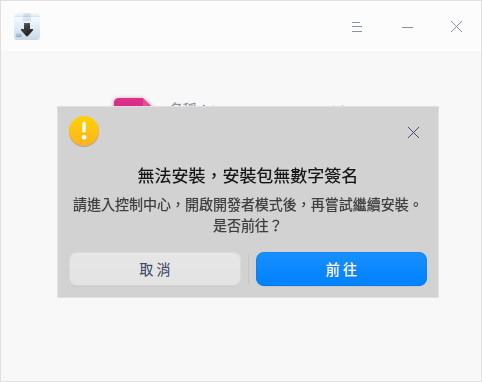 無法安裝，安裝包無數字簽名
請進入控制中心，開啟開發者模式後，再嘗試繼續安裝。
是否前往？
取消
前往